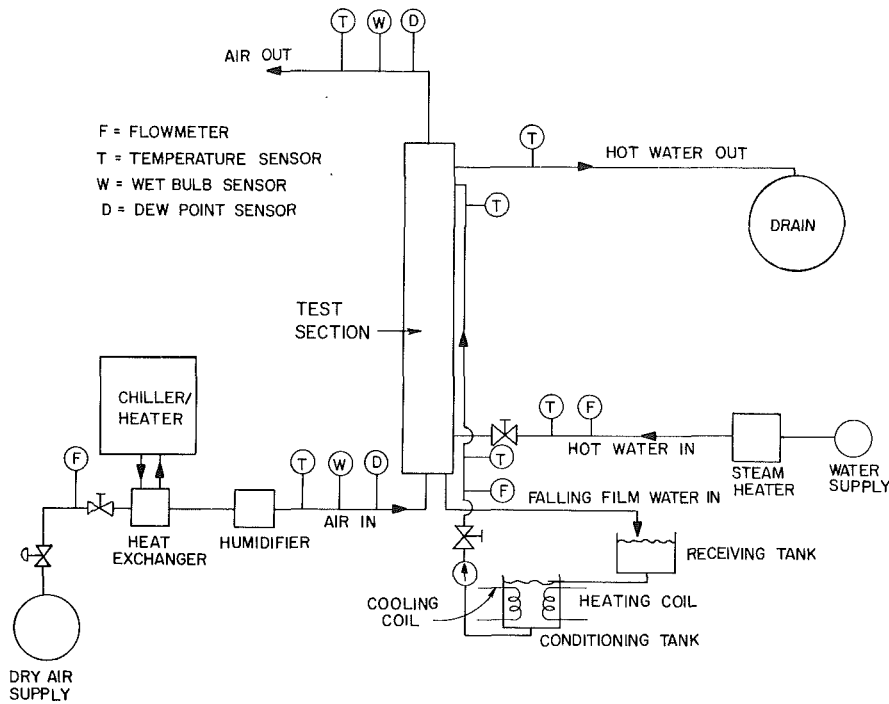 T W D
AIR OUT
F = FLOWMETER
T = TEMPERATURE SENSOR
W = WET BULB SENSOR
D = DEW POINT SENSOR
T
HOT WATER OUT
T
DRAIN
TEST
SECTION
CHILLER/
HEATER
F
T W D
T F
HOT WATER IN
STEAM
HEATER
WATER
SUPPLY
T
F
FALLING FILM WATER IN
AIR IN
HEAT
EXCHANGER
HUMIDIFIER
RECEIVING TANK
COOLING
COIL
HEATING COIL
CONDITIONING TANK
DRY AIR
SUPPLY